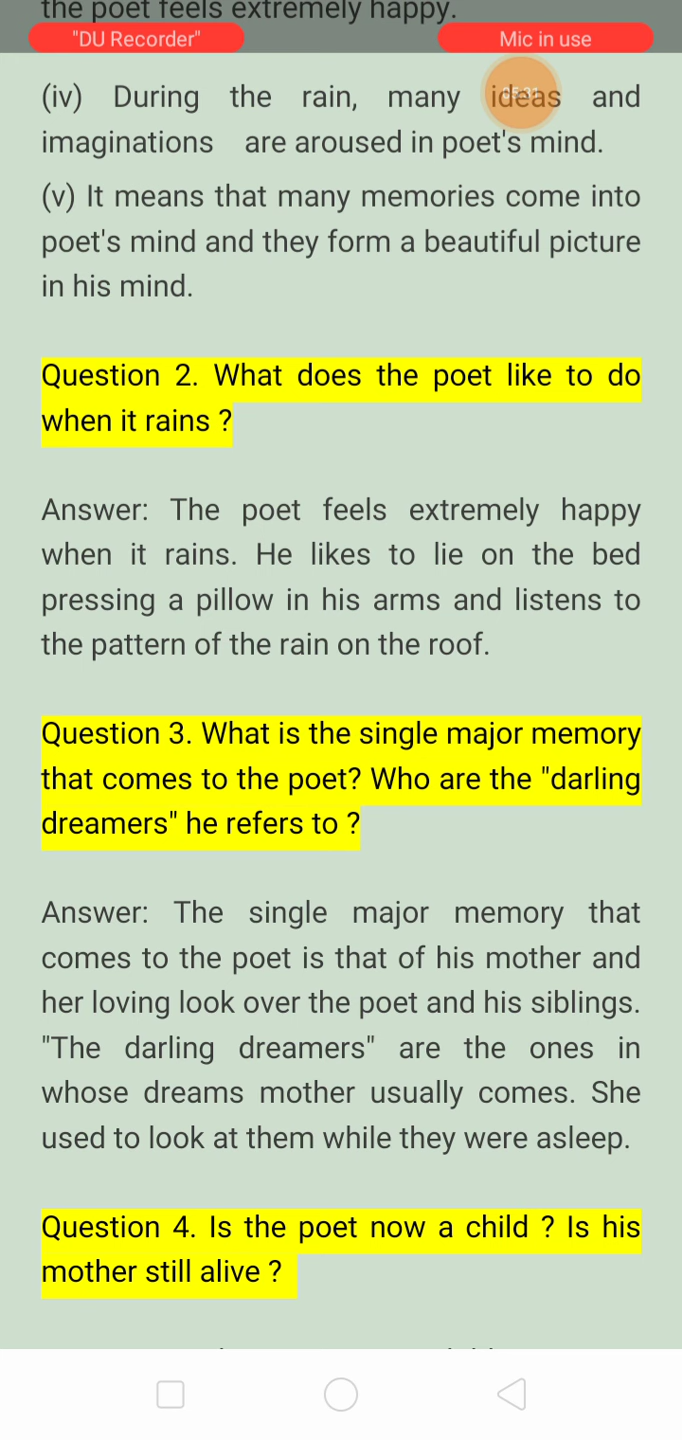 the poet feels extremely happy.
"DU Recorder"
Mic in use
(iv) During the rain, many ideas and
imaginations are aroused in poet's mind.
(v) It means that many memories come into
poet's mind and they form a beautiful picture
in his mind.
Question 2. What does the poet like to do
when it rains ?
Answer: The poet feels extremely happy
when it rains. He likes to lie on the bed
pressing a pillow in his arms and listens to
the pattern of the rain on the roof.
Question 3. What is the single major memory
that comes to the poet? Who are the "darling
dreamers" he refers to ?
Answer: The single major memory that
comes to the poet is that of his mother and
her loving look over the poet and his siblings.
"The darling dreamers" are the ones in
whose dreams mother usually comes. She
used to look at them while they were asleep.
Question 4. Is the poet now a child ? Is his
mother still alive ?